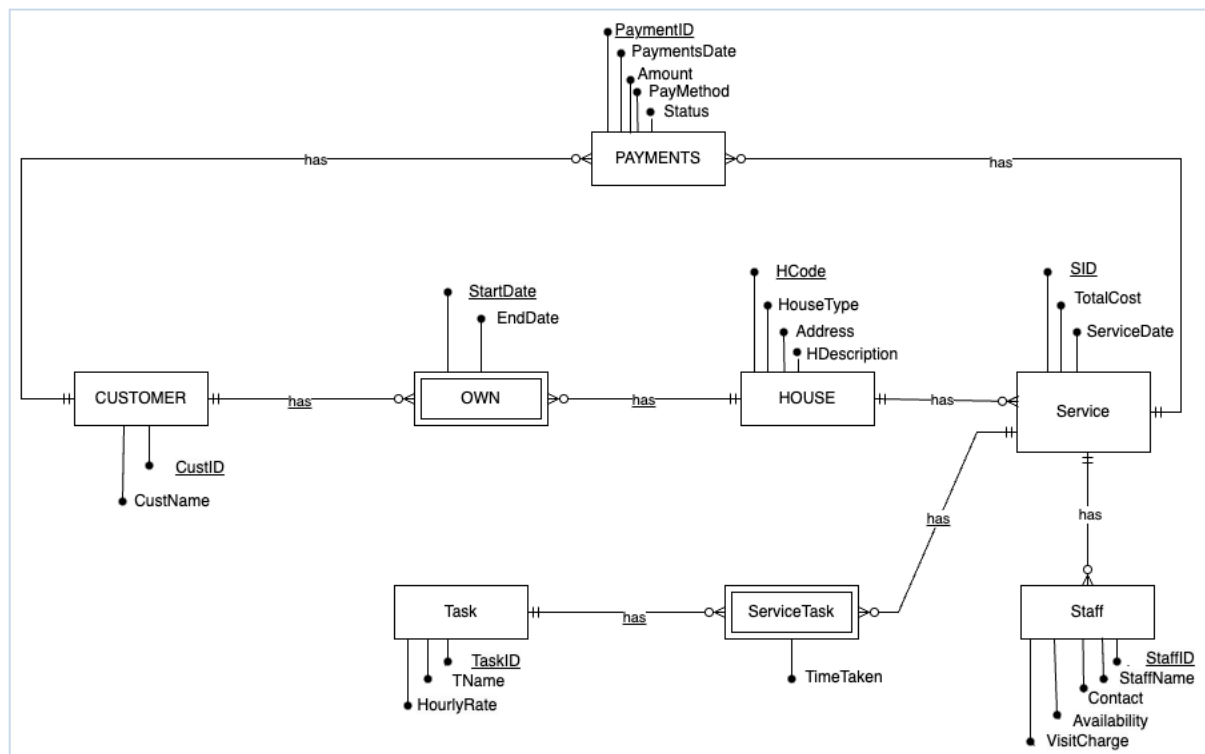 PaymentID
PaymentsDate
Amount
PayMethod
Status
has
PAYMENTS
has
StartDate
EndDate
HCode
HouseType
Address
HDescription
SID
TotalCost
ServiceDate
CUSTOMER
has
OWN
has
HOUSE
has
Service
CustID
CustName
has
has
Task
has
ServiceTask
Staff
TaskID
TName
HourlyRate
TimeTaken
StaffID
StaffName
Contact
Availability
VisitCharge